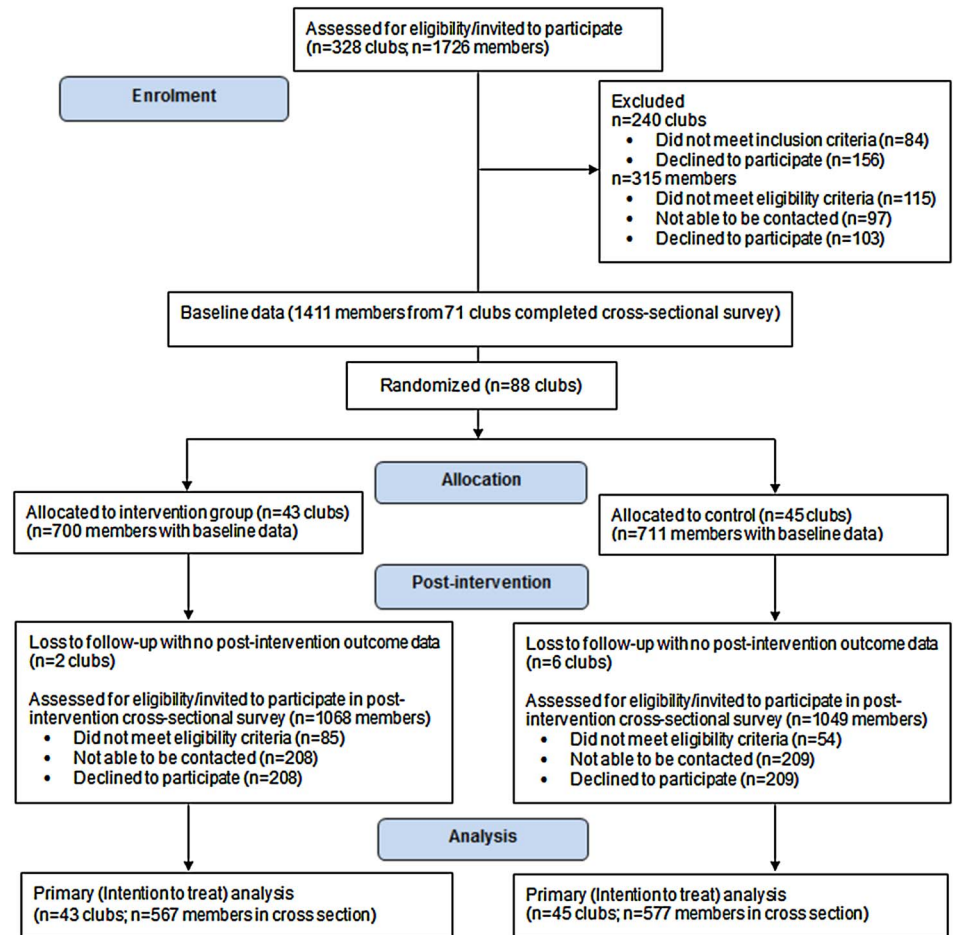 Assessed for eligibility/invited to participate
(n=328 clubs; n=1726 members)
Enrolment
Excluded
n=240 clubs
• Did not meet inclusion criteria (n=84)
• Declined to participate (n=156)
n=315 members
• Did not meet eligibility criteria (n=115)
• Not able to be contacted (n=97)
• Declined to participate (n=103)
Baseline data (1411 members from 71 clubs completed cross-sectional survey)
Randomized (n=88 clubs)
Allocation
Allocated to intervention group (n=43 clubs)
(n=700 members with baseline data)
Allocated to control (n=45 clubs)
(n=711 members with baseline data)
Post-intervention
Loss to follow-up with no post-intervention outcome data
(n=2 clubs)
Assessed for eligibility/invited to participate in post-
intervention cross-sectional survey (n=1068 members)
• Did not meet eligibility criteria (n=85)
• Not able to be contacted (n=208)
• Declined to participate (n=208)
Loss to follow-up with no post-intervention outcome data
(n=6 clubs)
Assessed for eligibility/invited to participate in post-
intervention cross-sectional survey (n=1049 members)
• Did not meet eligibility criteria (n=54)
• Not able to be contacted (n=209)
• Declined to participate (n=209)
Analysis
Primary (Intention to treat) analysis
(n=43 clubs; n=567 members in cross section)
Primary (Intention to treat) analysis
(n=45 clubs; n=577 members in cross section)